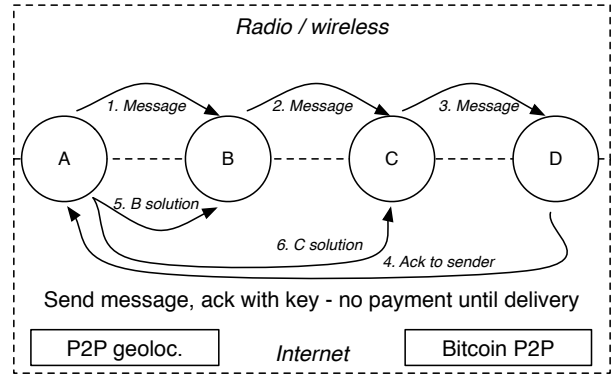 Radio / wireless
1. Message
2. Message
3. Message
A
B
C
D
5. B solution
6. C solution
4. Ack to sender
Send message, ack with key - no payment until delivery
P2P geoloc.
Internet
Bitcoin P2P